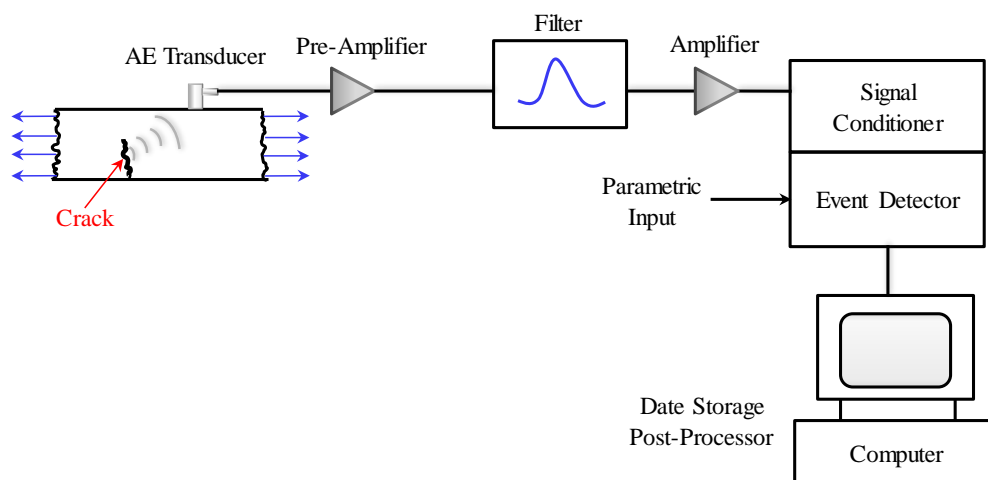 Filter
Pre-Amplifier
Amplifier
AE Transducer
Signal
Conditioner
Crack
Parametric
Input
Event Detector
Date Storage
Post-Processor
Computer